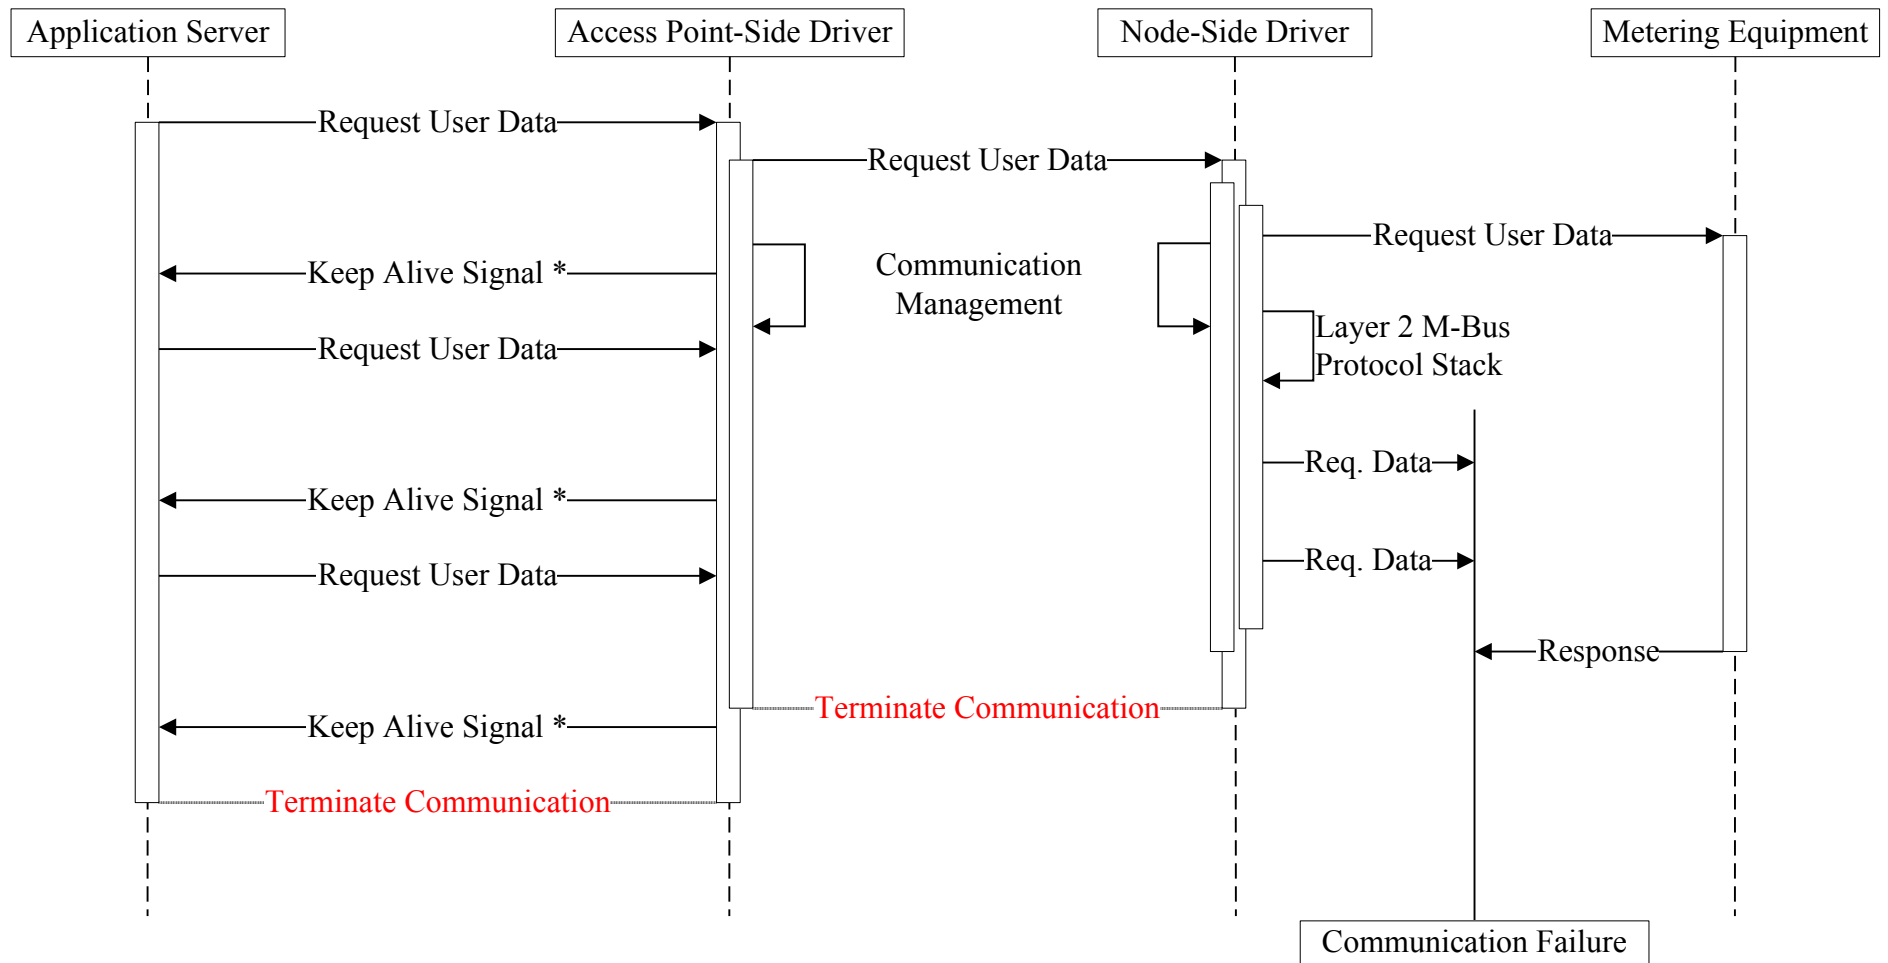 Application Server
Access Point-Side Driver
Node-Side Driver
Metering Equipment
Request User Data
Request User Data
Request User Data
Keep Alive Signal *
Communication
Management
Request User Data
Layer 2 M-Bus
Protocol Stack
Req. Data
Keep Alive Signal *
Req. Data
Request User Data
Response
Terminate Communication
Keep Alive Signal *
Terminate Communication
Communication Failure